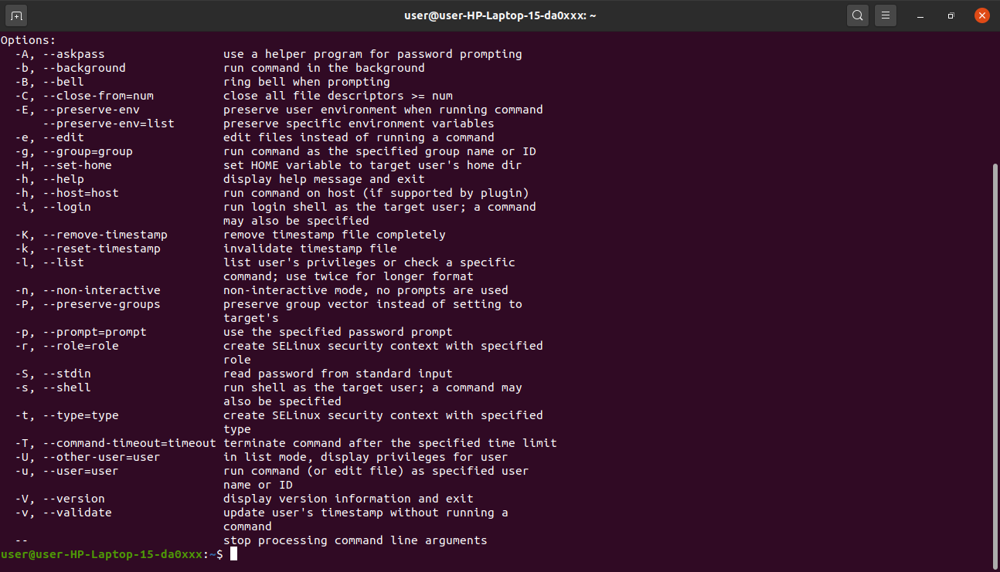 user@user-HP-Laptop-15-da0xxx: ~
Options:
  -A, --askpass                 use a helper program for password prompting
  -b, --background              run command in the background
  -B, --bell                    ring bell when prompting
  -C, --close-from=num          close all file descriptors >= num
  -E, --preserve-env            preserve user environment when running command
      --preserve-env=list       preserve specific environment variables
  -e, --edit                    edit files instead of running a command
  -g, --group=group             run command as the specified group name or ID
  -H, --set-home                set HOME variable to target user's home dir
  -h, --help                    display help message and exit
  -h, --host=host               run command on host (if supported by plugin)
  -i, --login                   run login shell as the target user; a command
                                may also be specified
  -K, --remove-timestamp        remove timestamp file completely
  -k, --reset-timestamp         invalidate timestamp file
  -l, --list                    list user's privileges or check a specific
                                command; use twice for longer format
  -n, --non-interactive         non-interactive mode, no prompts are used
  -P, --preserve-groups         preserve group vector instead of setting to
                                target's
  -p, --prompt=prompt           use the specified password prompt
  -r, --role=role               create SELinux security context with specified
                                role
  -S, --stdin                   read password from standard input
  -s, --shell                   run shell as the target user; a command may
                                also be specified
  -t, --type=type               create SELinux security context with specified
                                type
  -T, --command-timeout=timeout terminate command after the specified time limit
  -U, --other-user=user         in list mode, display privileges for user
  -u, --user=user               run command (or edit file) as specified user
                                name or ID
  -V, --version                 display version information and exit
  -v, --validate                update user's timestamp without running a
                                command
  --                            stop processing command line arguments
user@user-HP-Laptop-15-da0xxx:~$